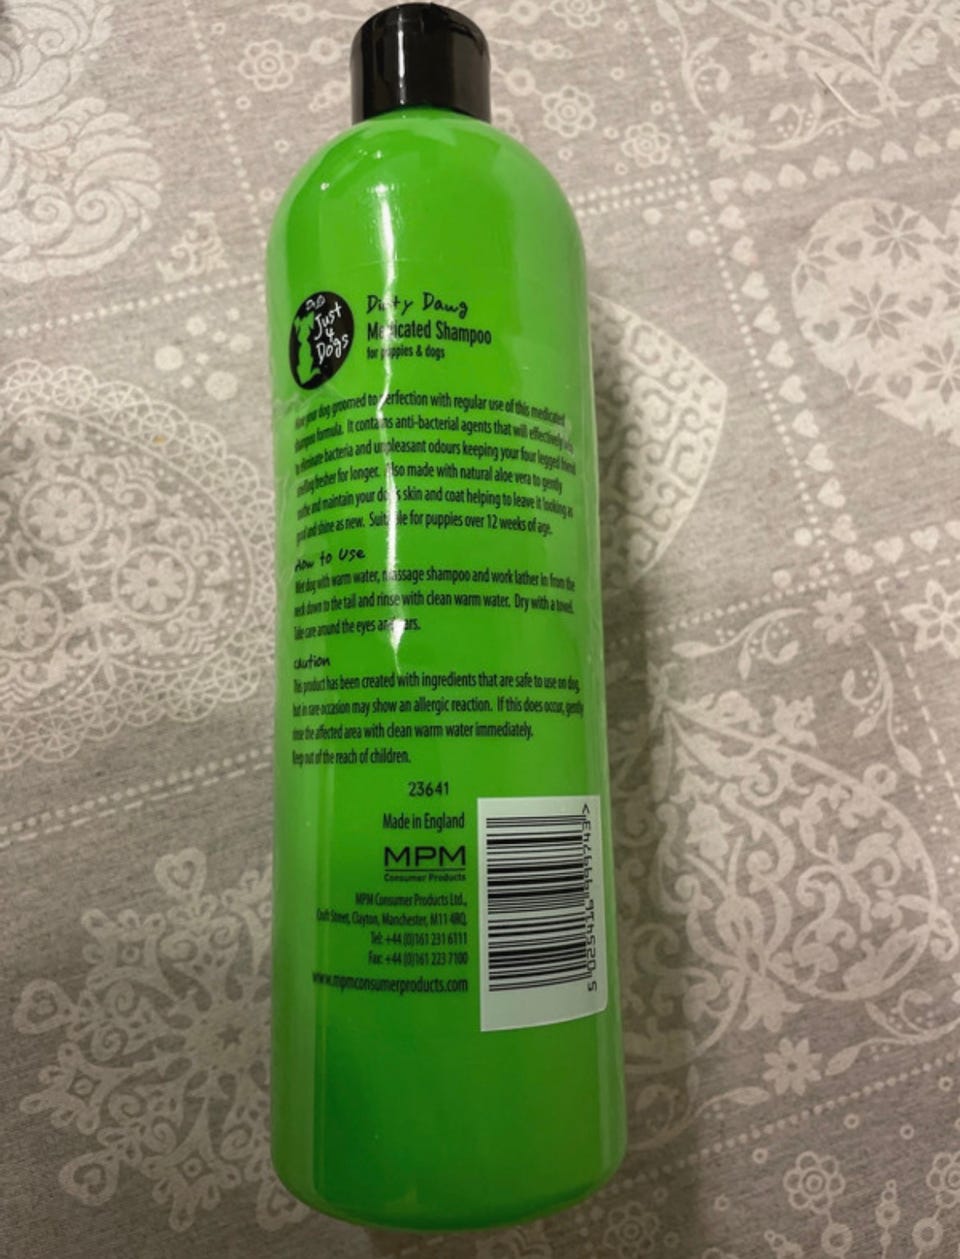 Just
4
Dogs
Dirty Dawg
Medicated Shampoo
for puppies & dogs
your dog groomed to perfection with regular use of this medicated
shampoo formula. It contains anti-bacterial agents that will effectively
to eliminate bacteria and unpleasant odours keeping your four legged friend
smelling fresher for longer. Also made with natural aloe vera to gently
soothe and maintain your dogs skin and coat helping to leave it looking as
good and shine as new. Suitable for puppies over 12 weeks of age.
How to Use
Wet dog with warm water, massage shampoo and work lather in from the
neck down to the tail and rinse with clean warm water. Dry with a towel.
Take care around the eyes and ears.
caution
This product has been created with ingredients that are safe to use on dog,
but in rare occasion may show an allergic reaction. If this does occur, gently
rinse the affected area with clean warm water immediately.
Keep out of the reach of children.
23641
Made in England
MPM
Consumer Products
MPM Consumer Products Ltd.,
Croft Street, Clayton, Manchester, M11 4RQ.
Tel: +44 (0)161 231 6111
Fax: +44 (0)161 223 7100
www.mpmconsumerproducts.com